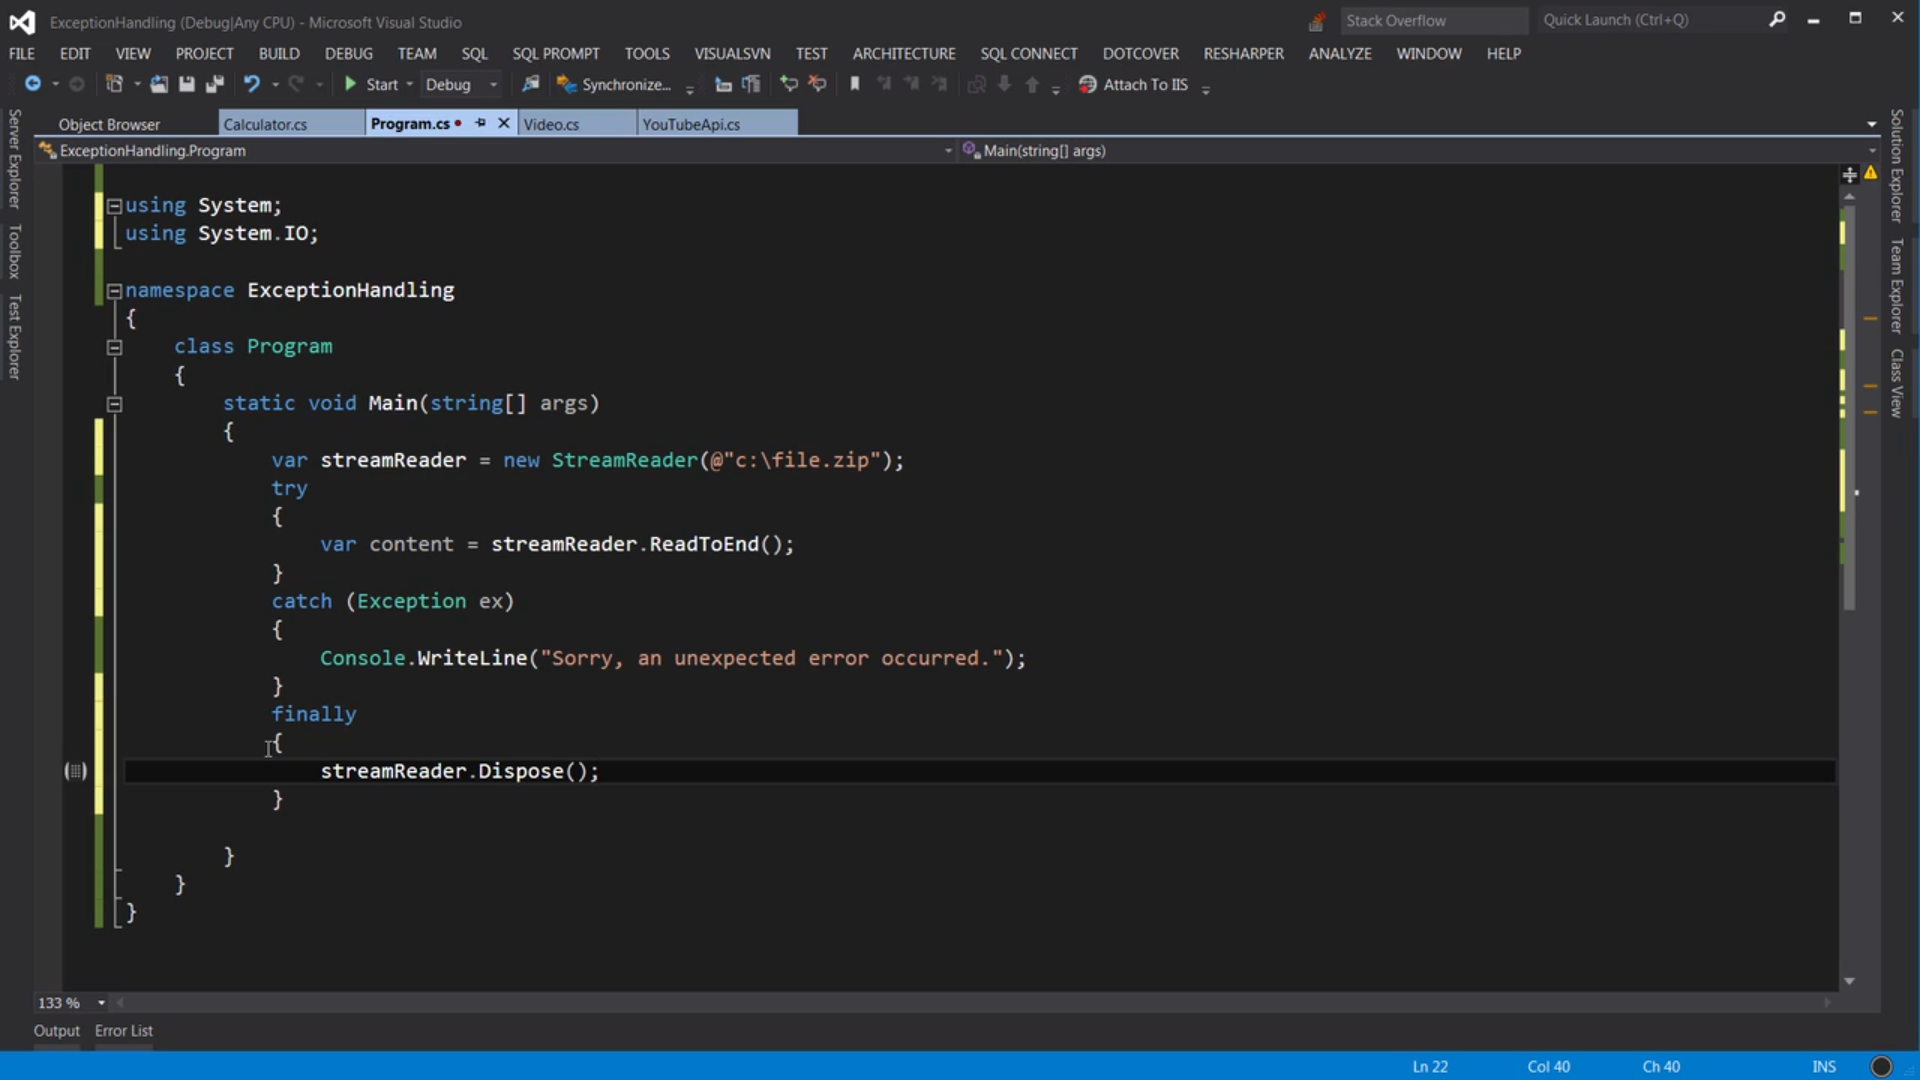 ExceptionHandling (Debug|Any CPU) - Microsoft Visual Studio
Stack Overflow
Quick Launch (Ctrl+Q)
FILE EDIT VIEW PROJECT BUILD DEBUG TEAM SQL SQL PROMPT TOOLS VISUALSVN TEST ARCHITECTURE SQL CONNECT DOTCOVER RESHARPER ANALYZE WINDOW HELP
Start Debug Synchronize... Attach To IIS
Server Explorer
Toolbox
Test Explorer
Object Browser Calculator.cs Program.cs Video.cs YouTubeApi.cs
ExceptionHandling.Program Main(string[] args)
using System;
using System.IO;
namespace ExceptionHandling
{
class Program
{
static void Main(string[] args)
{
var streamReader = new StreamReader(@"c:\file.zip");
try
{
var content = streamReader.ReadToEnd();
}
catch (Exception ex)
{
Console.WriteLine("Sorry, an unexpected error occurred.");
}
finally
{
streamReader.Dispose();
}
}
}
}
Solution Explorer
Team Explorer
Class View
133 %
Output Error List
Ln 22 Col 40 Ch 40 INS